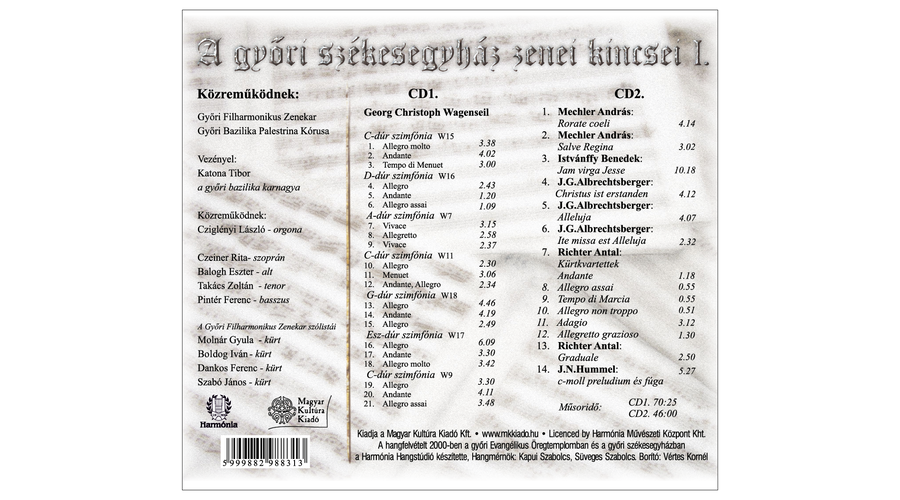 A győri székesegyház zenei kincsei I.
Közreműködnek:
Győri Filharmonikus Zenekar
Győri Bazilika Palestrina Kórusa
Vezényel:
Katona Tibor
a győri bazilika karnagya
Közreműködnek:
Cziglényi László - orgona
Czeiner Rita- szoprán
Balogh Eszter - alt
Takács Zoltán - tenor
Pintér Ferenc - basszus
A Győri Filharmonikus Zenekar szólistái
Molnár Gyula - kürt
Boldog Iván - kürt
Dankos Ferenc - kürt
Szabó János - kürt
Harmónia
Magyar
Kultúra
Kiadó
5999882988313
CD1.
Georg Christoph Wagenseil
C-dúr szimfónia W15
1. Allegro molto 3.38
2. Andante 4.02
3. Tempo di Menuet 3.00
D-dúr szimfónia W16
4. Allegro 2.43
5. Andante 1.20
6. Allegro assai 1.09
A-dúr szimfónia W7
7. Vivace 3.15
8. Allegretto 2.58
9. Vivace 2.37
C-dúr szimfónia W11
10. Allegro 2.30
11. Menuet 3.06
12. Andante, Allegro 2.34
G-dúr szimfónia W18
13. Allegro 4.46
14. Andante 4.19
15. Allegro 2.49
Esz-dúr szimfónia W17
16. Allegro 6.09
17. Andante 3.30
18. Allegro molto 3.42
C-dúr szimfónia W9
19. Allegro 3.30
20. Andante 4.11
21. Allegro assai 3.48
CD2.
1. Mechler András:
Rorate coeli 4.14
2. Mechler András:
Salve Regina 3.02
3. Istvánffy Benedek:
Jam virga Jesse 10.18
4. J.G.Albrechtsberger:
Christus ist erstanden 4.12
5. J.G.Albrechtsberger:
Alleluja 4.07
6. J.G.Albrechtsberger:
Ite missa est Alleluja 2.32
7. Richter Antal:
Kürtkvartettek
Andante 1.18
8. Allegro assai 0.55
9. Tempo di Marcia 0.55
10. Allegro non troppo 0.51
11. Adagio 3.12
12. Allegretto grazioso 1.30
13. Richter Antal:
Graduale 2.50
14. J.N.Hummel: 5.27
c-moll preludium és fúga
Műsoridő: CD1. 70:25
CD2. 46:00
Kiadja a Magyar Kultúra Kiadó Kft. • www.mkkiado.hu • Licenced by Harmónia Művészeti Központ Kht.
A hangfelvételt 2000-ben a győri Evangélikus Öregtemplomban és a győri székesegyházban
a Harmónia Hangstúdió készítette, Hangmérnök: Kapui Szabolcs, Süveges Szabolcs. Borító: Vértes Kornél